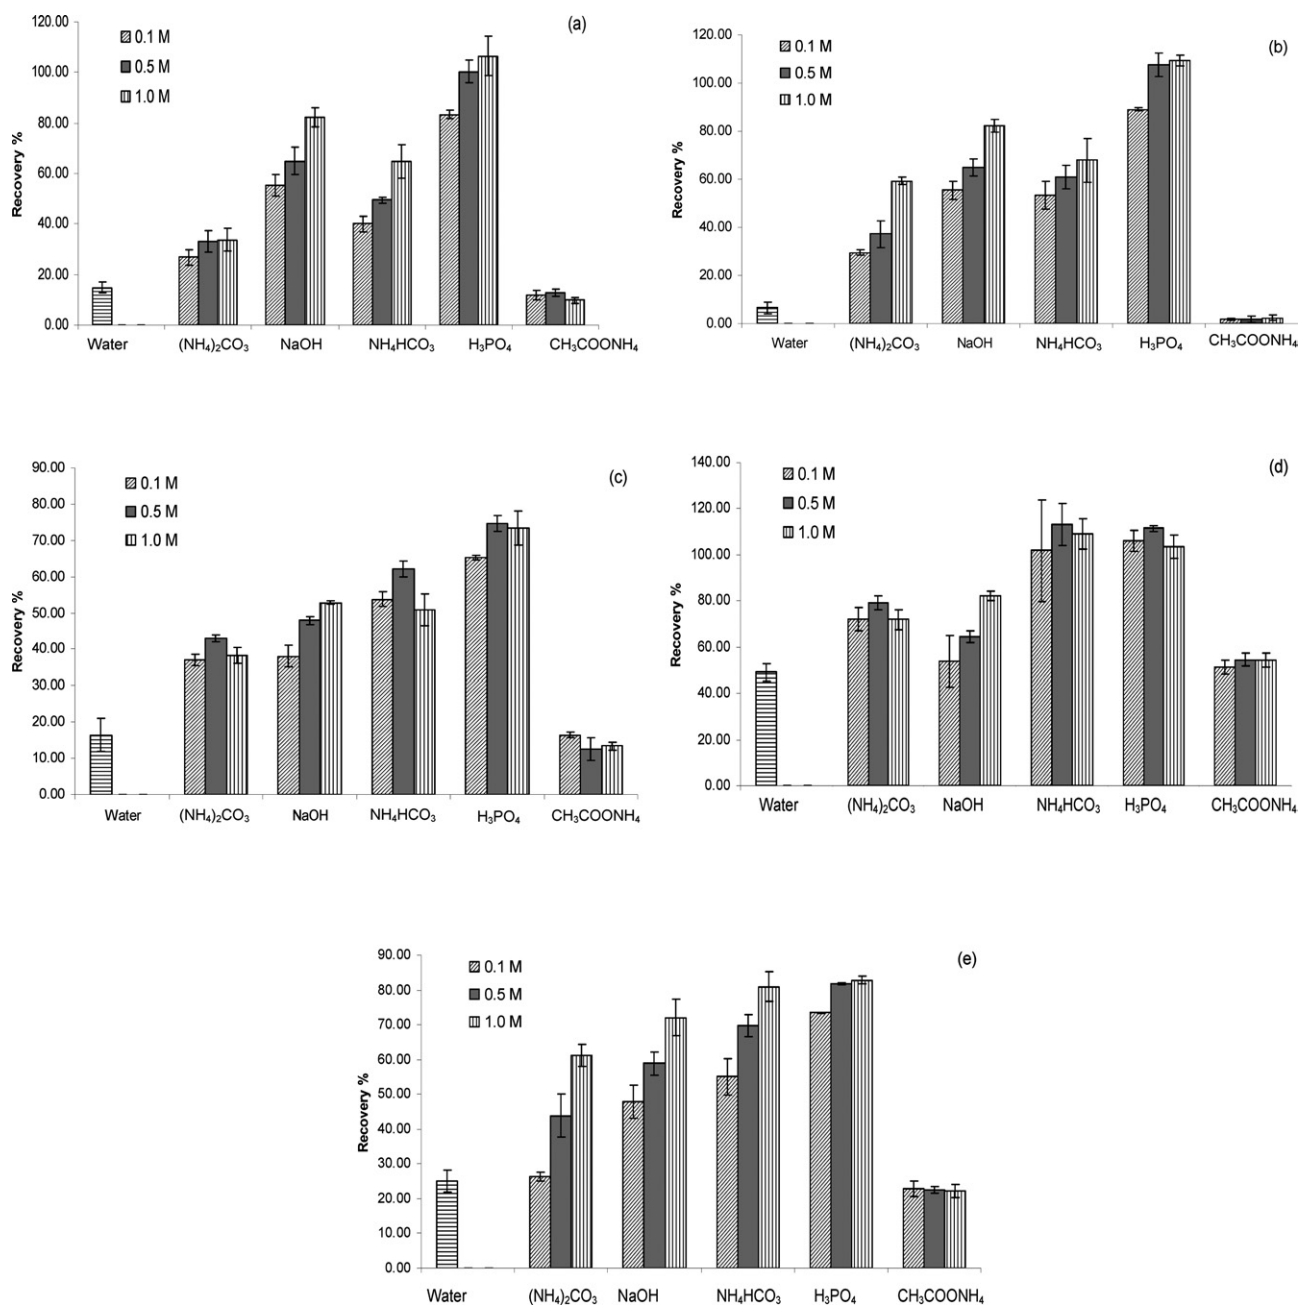 (a)
120.00
100.00
80.00
60.00
40.00
20.00
0.00
Recovery %
0.1 M
0.5 M
1.0 M
Water (NH₄)₂CO₃ NaOH NH₄HCO₃ H₃PO₄ CH₃COONH₄
(b)
120.00
100.00
80.00
60.00
40.00
20.00
0.00
Recovery %
0.1 M
0.5 M
1.0 M
Water (NH₄)₂CO₃ NaOH NH₄HCO₃ H₃PO₄ CH₃COONH₄
(c)
90.00
80.00
70.00
60.00
50.00
40.00
30.00
20.00
10.00
0.00
Recovery %
0.1 M
0.5 M
1.0 M
Water (NH₄)₂CO₃ NaOH NH₄HCO₃ H₃PO₄ CH₃COONH₄
(d)
140.00
120.00
100.00
80.00
60.00
40.00
20.00
0.00
Recovery %
0.1 M
0.5 M
1.0 M
Water (NH₄)₂CO₃ NaOH NH₄HCO₃ H₃PO₄ CH₃COONH₄
(e)
90.00
80.00
70.00
60.00
50.00
40.00
30.00
20.00
10.00
0.00
Recovery %
0.1 M
0.5 M
1.0 M
Water (NH₄)₂CO₃ NaOH NH₄HCO₃ H₃PO₄ CH₃COONH₄